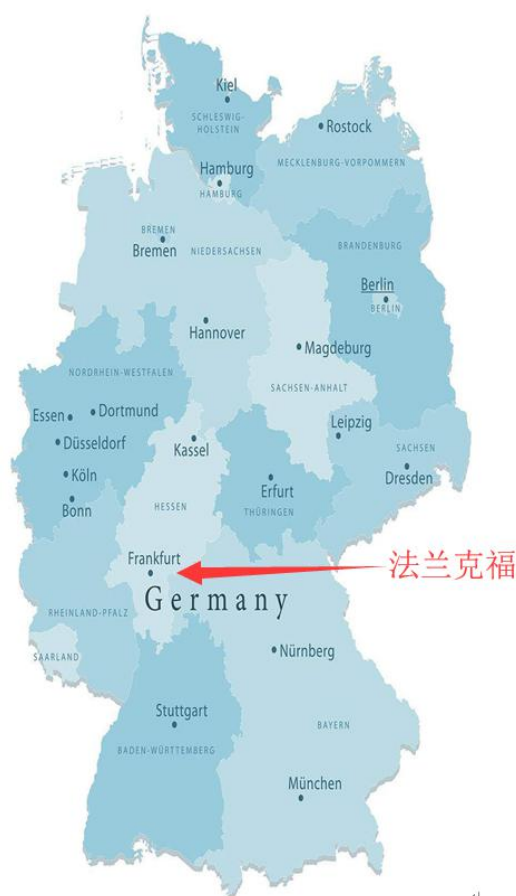 Kiel
SCHLESWIG-
HOLSTEIN
Rostock
MECKLENBURG-VORPOMMERN
Hamburg
HAMBURG
BREMEN
Bremen
NIEDERSACHSEN
BRANDENBURG
Berlin
BERLIN
Hannover
Magdeburg
NORDRHEIN-WESTFALEN
SACHSEN-ANHALT
Essen
Dortmund
Leipzig
Düsseldorf
Kassel
SACHSEN
Köln
Dresden
Erfurt
Bonn
HESSEN
THÜRINGEN
Frankfurt
法兰克福
Germany
RHEINLAND-PFALZ
SAARLAND
Nürnberg
Stuttgart
BAYERN
BADEN-WÜRTTEMBERG
München